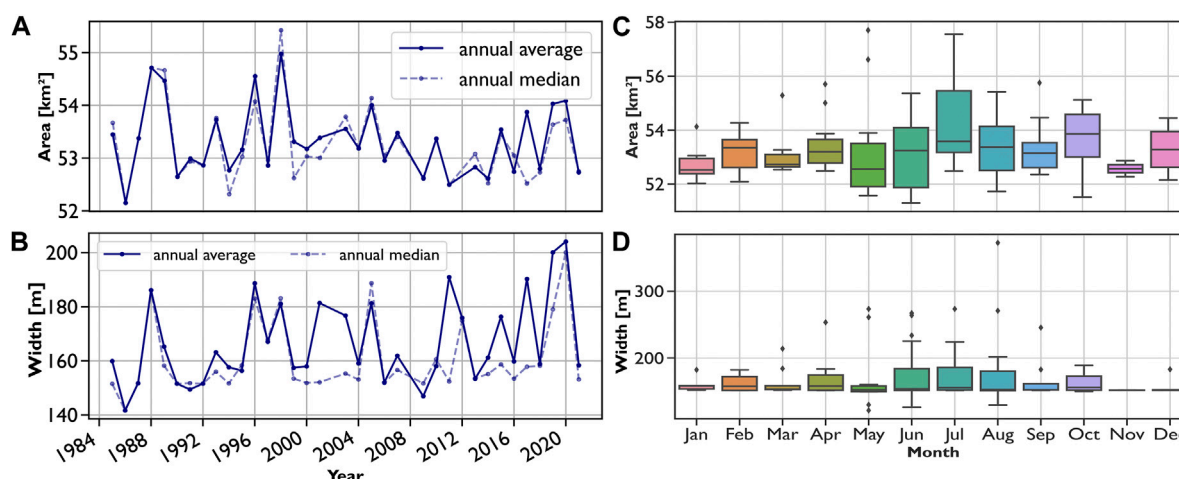 A
Area [km²]
55
54
53
52
annual average
annual median
B
Width [m]
200
180
160
140
annual average annual median
1984 1988 1992 1996 2000 2004 2008 2012 2016 2020
Year
C
Area [km²]
58
56
54
52
D
Width [m]
300
200
Jan Feb Mar Apr May Jun Jul Aug Sep Oct Nov Dec
Month